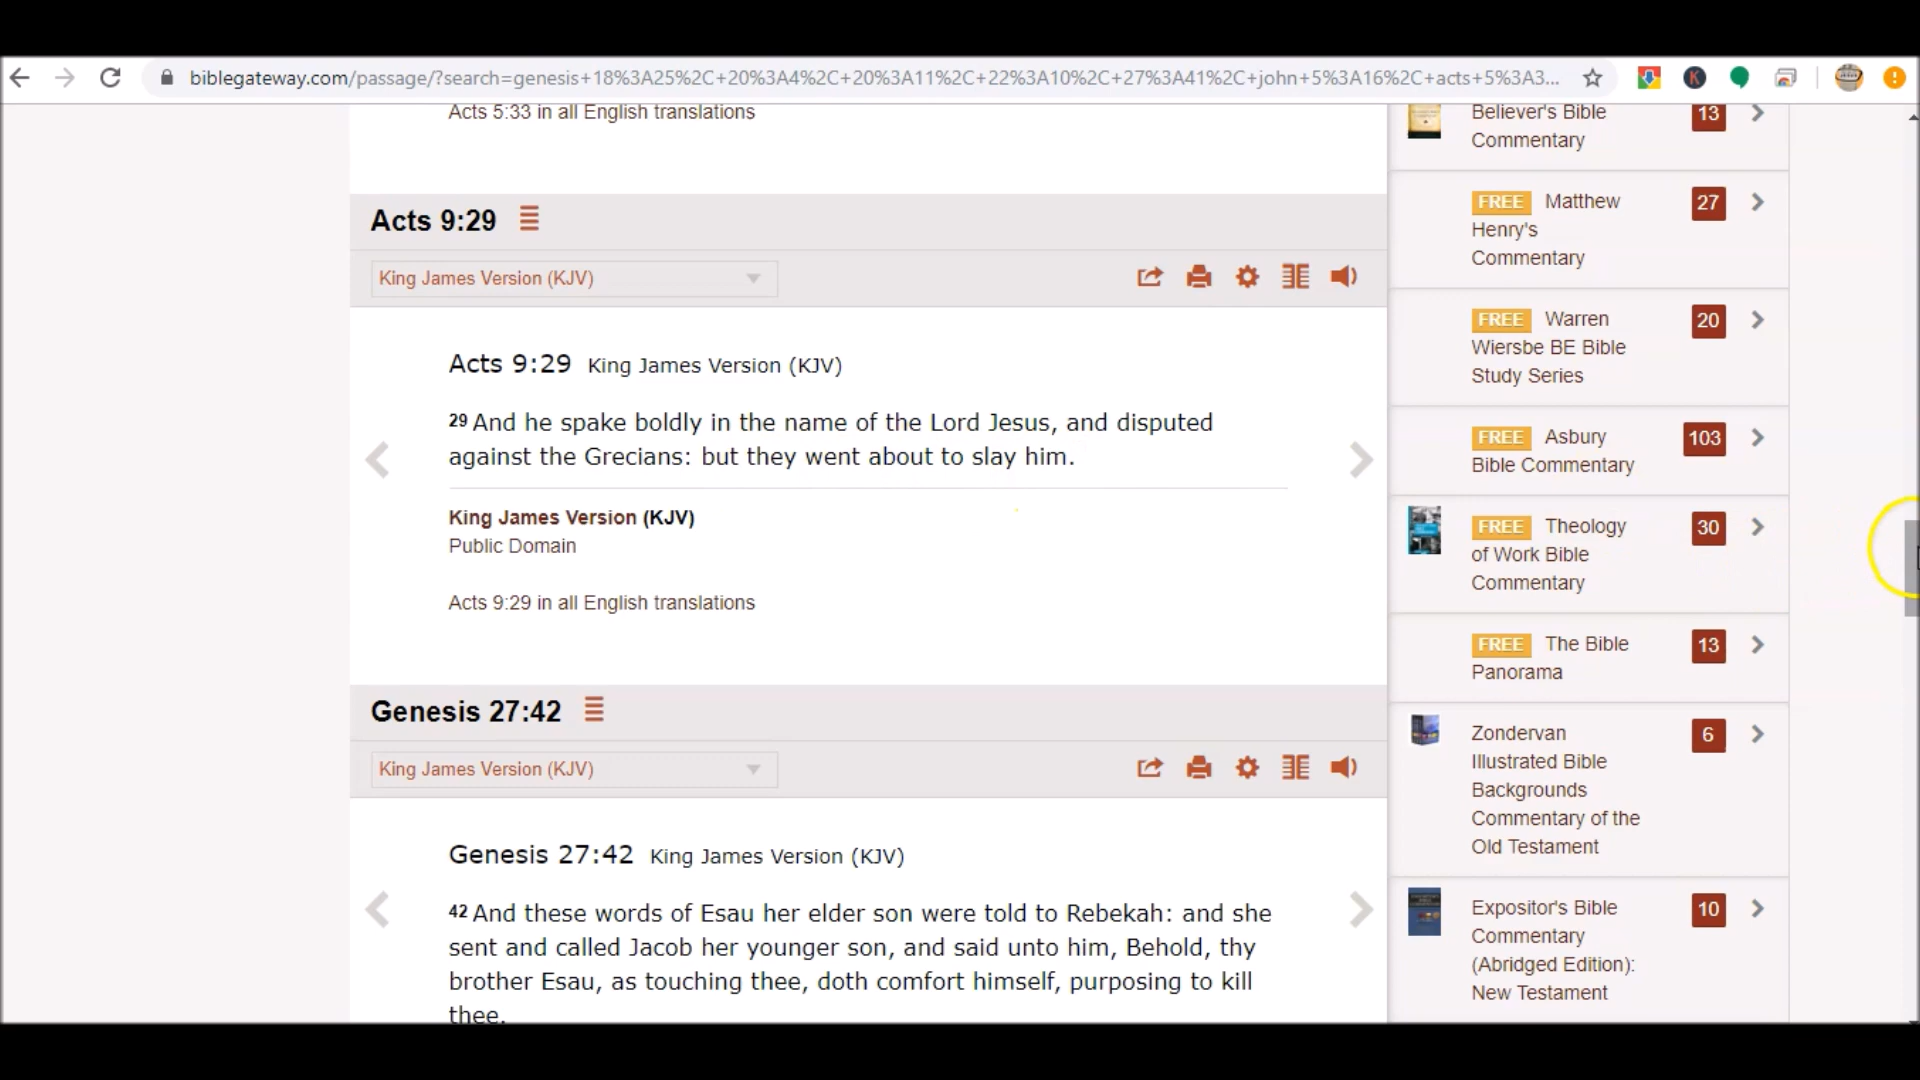 biblegateway.com/passage/?search=genesis+18%3A25%2C+20%3A4%2C+20%3A11%2C+22%3A10%2C+27%3A41%2C+john+5%3A16%2C+acts+5%3A3...
Acts 5:33 in all English translations
Acts 9:29
King James Version (KJV)
Acts 9:29 King James Version (KJV)
29 And he spake boldly in the name of the Lord Jesus, and disputed
against the Grecians: but they went about to slay him.
King James Version (KJV)
Public Domain
Acts 9:29 in all English translations
Genesis 27:42
King James Version (KJV)
Genesis 27:42 King James Version (KJV)
42 And these words of Esau her elder son were told to Rebekah: and she
sent and called Jacob her younger son, and said unto him, Behold, thy
brother Esau, as touching thee, doth comfort himself, purposing to kill
thee.
Believer's Bible 13
Commentary
FREE Matthew 27
Henry's
Commentary
FREE Warren 20
Wiersbe BE Bible
Study Series
FREE Asbury 103
Bible Commentary
FREE Theology 30
of Work Bible
Commentary
FREE The Bible 13
Panorama
Zondervan 6
Illustrated Bible
Backgrounds
Commentary of the
Old Testament
Expositor's Bible 10
Commentary
(Abridged Edition):
New Testament